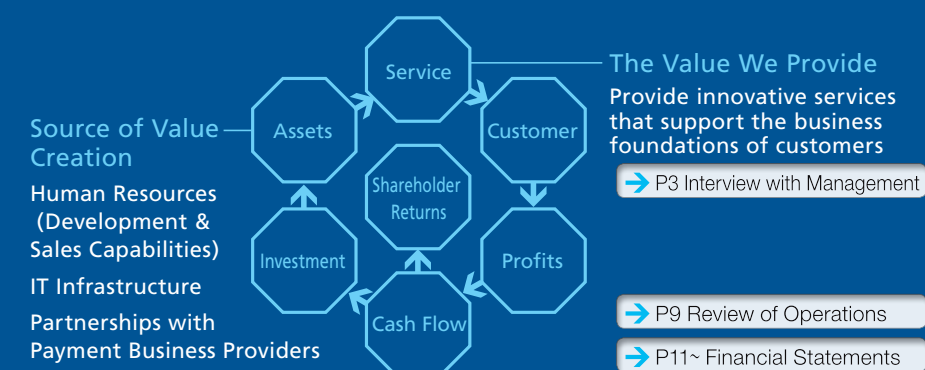 Service
Assets
Customer
Shareholder
Returns
Investment
Profits
Cash Flow
Source of Value
Creation
Human Resources
(Development &
Sales Capabilities)
IT Infrastructure
Partnerships with
Payment Business Providers
The Value We Provide
Provide innovative services
that support the business
foundations of customers
P3 Interview with Management
P9 Review of Operations
P11~ Financial Statements